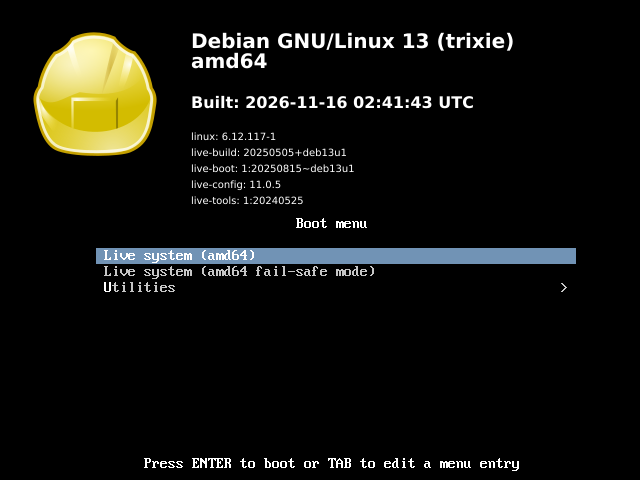 Debian GNU/Linux 13 (trixie)
amd64
Built: 2026-11-16 02:41:43 UTC
linux: 6.12.117-1
live-build: 20250505+deb13u1
live-boot: 1:20250815~deb13u1
live-config: 11.0.5
live-tools: 1:20240525
Boot menu
Live system (amd64)
Live system (amd64 fail-safe mode)
Utilities >
Press ENTER to boot or TAB to edit a menu entry